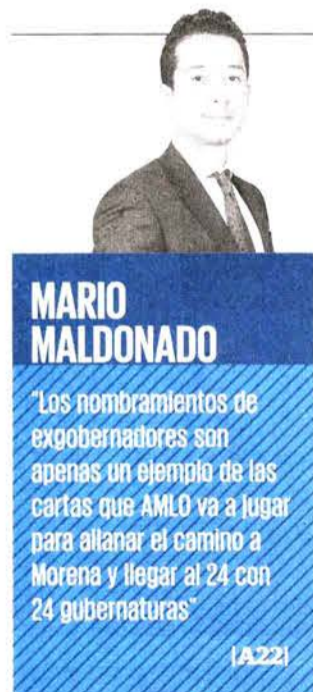 MARIO
MALDONADO
"Los nombramientos de
exgobernadores son
apenas un ejemplo de las
cartas que AMLO va a jugar
para allanar el camino a
Morena y llegar al 24 con
24 gubernaturas"
|A22|